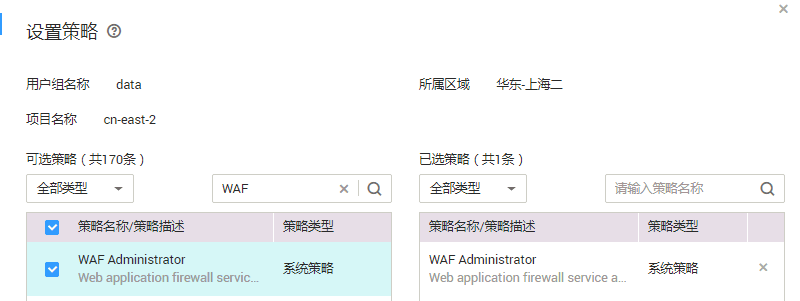 设置策略
用户组名称 data 所属区域 华东-上海二
项目名称 cn-east-2
可选策略（共170条） 已选策略（共1条）
全部类型 WAF 全部类型 请输入策略名称
策略名称/策略描述 策略类型 策略名称/策略描述 策略类型
WAF Administrator 系统策略 WAF Administrator 系统策略
Web application firewall servic... Web application firewall service a...